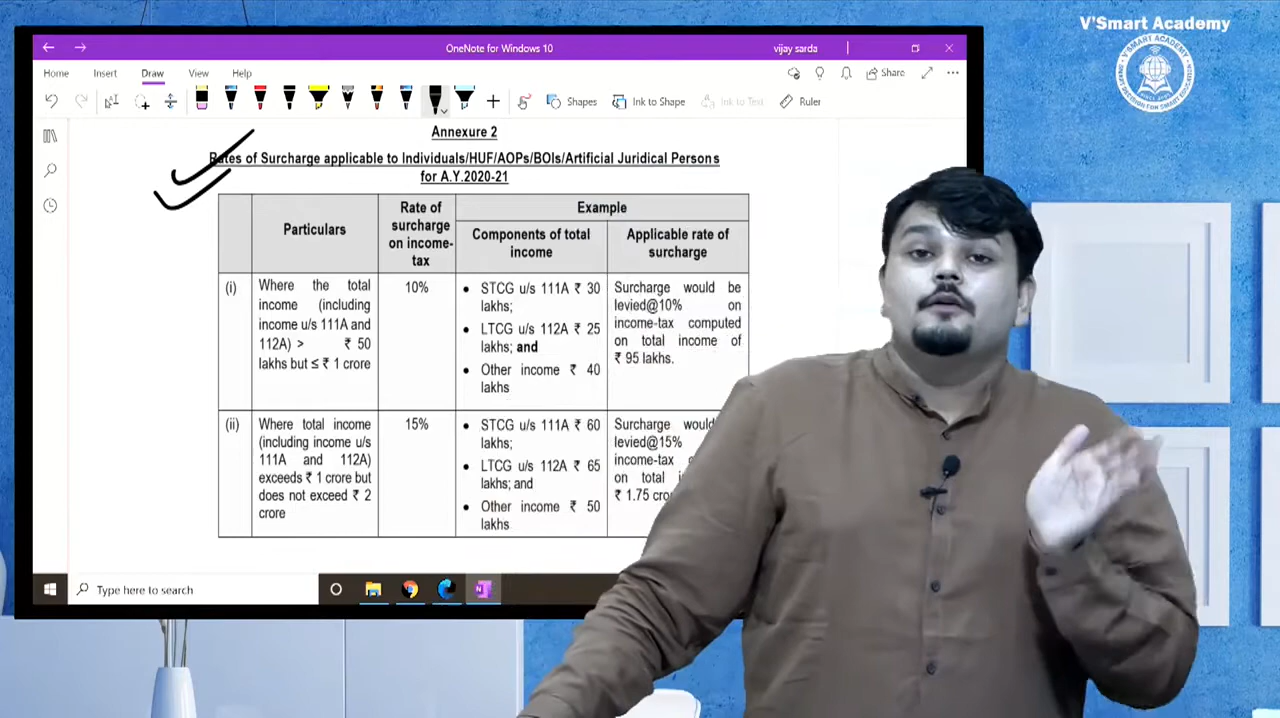 V'Smart Academy
OneNote for Windows 10
vijay sarda
Home Insert Draw View Help
Share
Shapes Ink to Shape Ink to Text Ruler
Annexure 2
Rates of Surcharge applicable to Individuals/HUF/AOPs/BOIs/Artificial Juridical Persons
for A.Y.2020-21
Particulars
Rate of
surcharge
on income-
tax
Example
Components of total
income
Applicable rate of
surcharge
(i)
Where the total
income (including
income u/s 111A and
112A) > ₹ 50
lakhs but ≤ ₹ 1 crore
10%
• STCG u/s 111A ₹ 30
lakhs;
• LTCG u/s 112A ₹ 25
lakhs; and
• Other income ₹ 40
lakhs
Surcharge would be
levied@10% on
income-tax computed
on total income of
₹ 95 lakhs.
(ii)
Where total income
(including income u/s
111A and 112A)
exceeds ₹ 1 crore but
does not exceed ₹ 2
crore
15%
• STCG u/s 111A ₹ 60
lakhs;
• LTCG u/s 112A ₹ 65
lakhs; and
• Other income ₹ 50
lakhs
Surcharge would
levied@15%
income-tax
on total
₹ 1.75
Type here to search